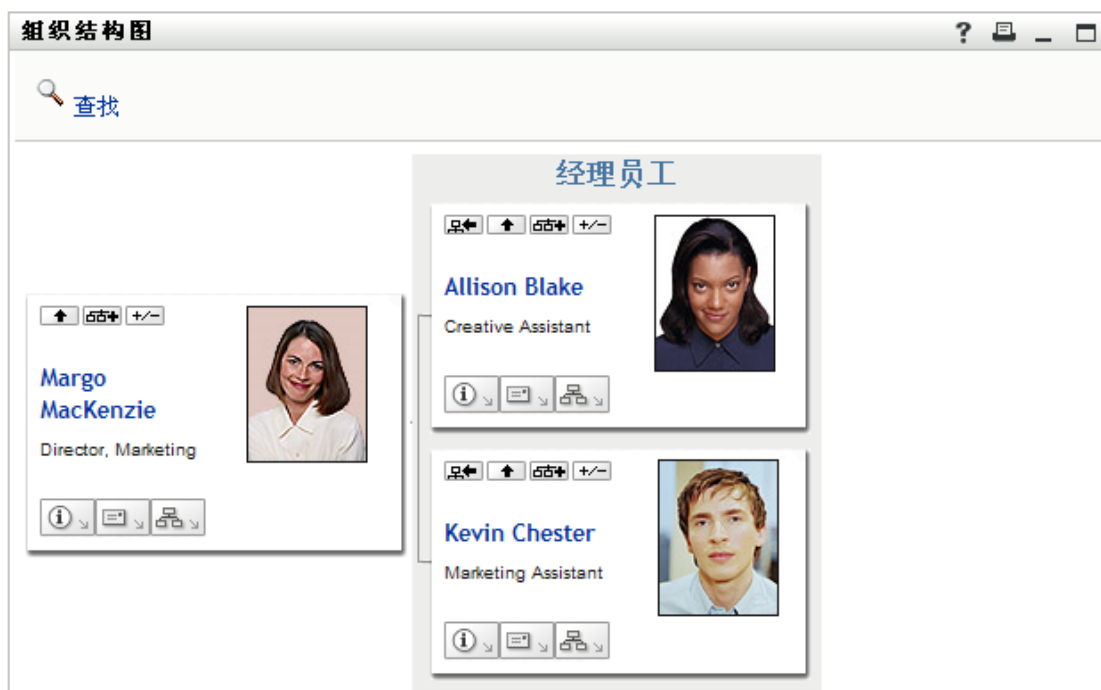 组织结构图
查找
经理员工
Allison Blake
Creative Assistant
Margo
MacKenzie
Director, Marketing
Kevin Chester
Marketing Assistant